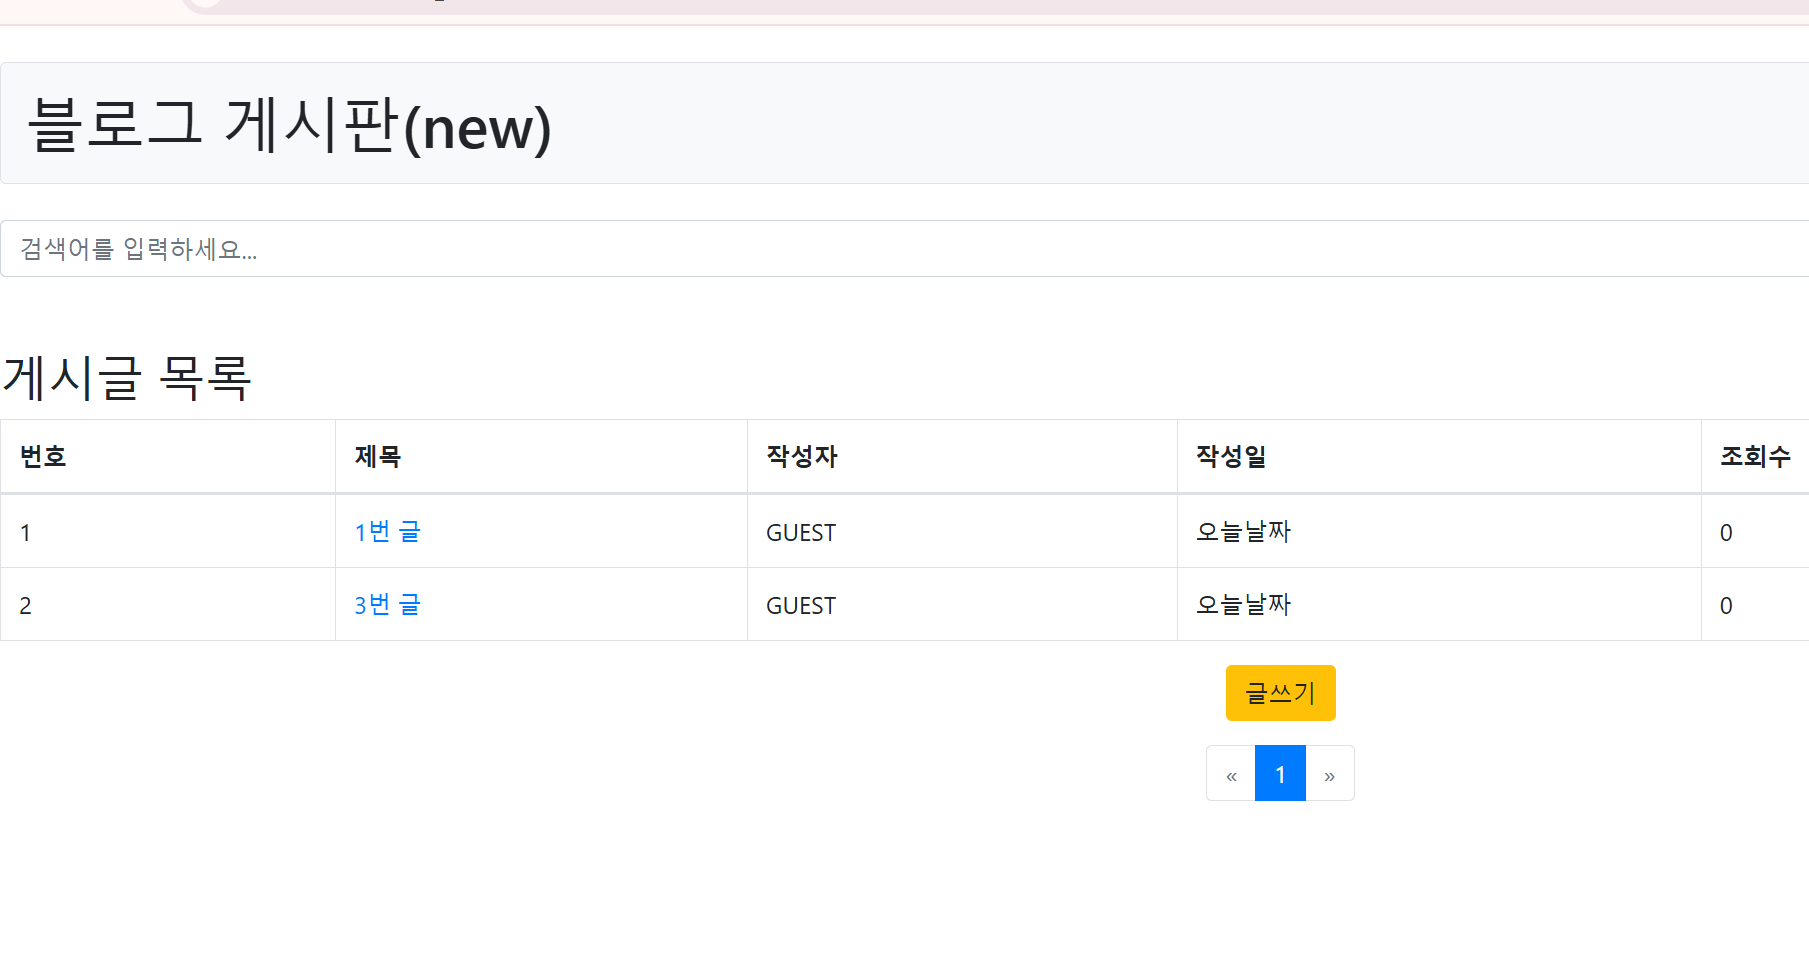 블로그 게시판(new)
검색어를 입력하세요...
게시글 목록
번호 제목 작성자 작성일 조회수
1 1번 글 GUEST 오늘날짜 0
2 3번 글 GUEST 오늘날짜 0
글쓰기
« 1 »